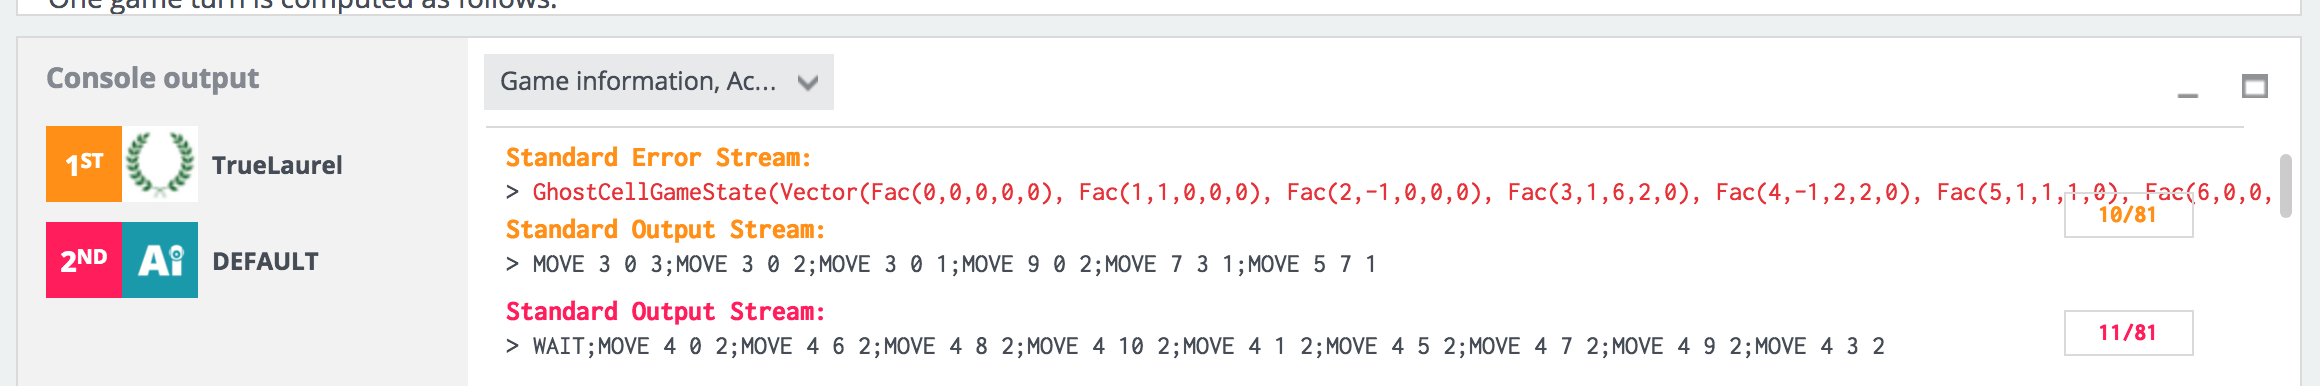 One game turn is computed as follows:
Console output
Game information, Ac...
1ST TrueLaurel
2ND Ai DEFAULT
Standard Error Stream:
> GhostCellGameState(Vector(Fac(0,0,0,0,0), Fac(1,1,0,0,0), Fac(2,-1,0,0,0), Fac(3,1,6,2,0), Fac(4,-1,2,2,0), Fac(5,1,1,1,0), Fac(6,0,0,
10/81
Standard Output Stream:
> MOVE 3 0 3;MOVE 3 0 2;MOVE 3 0 1;MOVE 9 0 2;MOVE 7 3 1;MOVE 5 7 1
Standard Output Stream:
11/81
> WAIT;MOVE 4 0 2;MOVE 4 6 2;MOVE 4 8 2;MOVE 4 10 2;MOVE 4 1 2;MOVE 4 5 2;MOVE 4 7 2;MOVE 4 9 2;MOVE 4 3 2